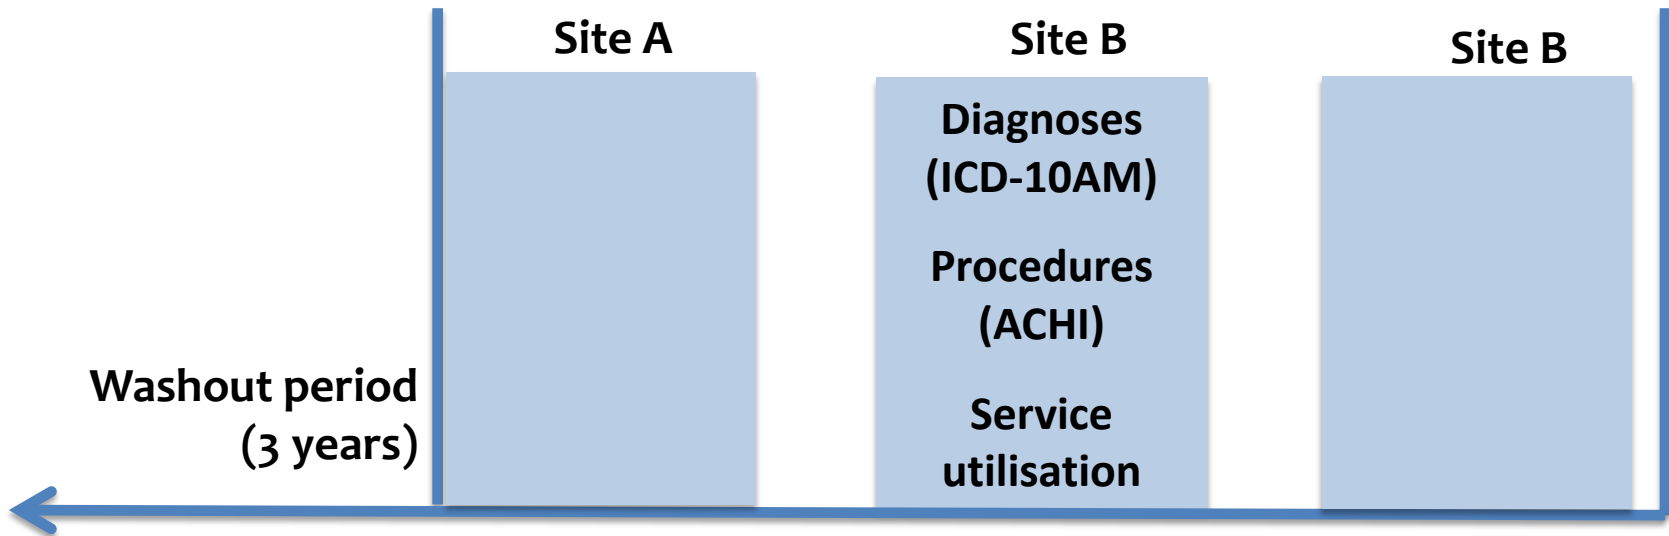 Site A
Site B
Site B
Diagnoses
(ICD-10AM)
Procedures
(ACHI)
Service
utilisation
Washout period
(3 years)